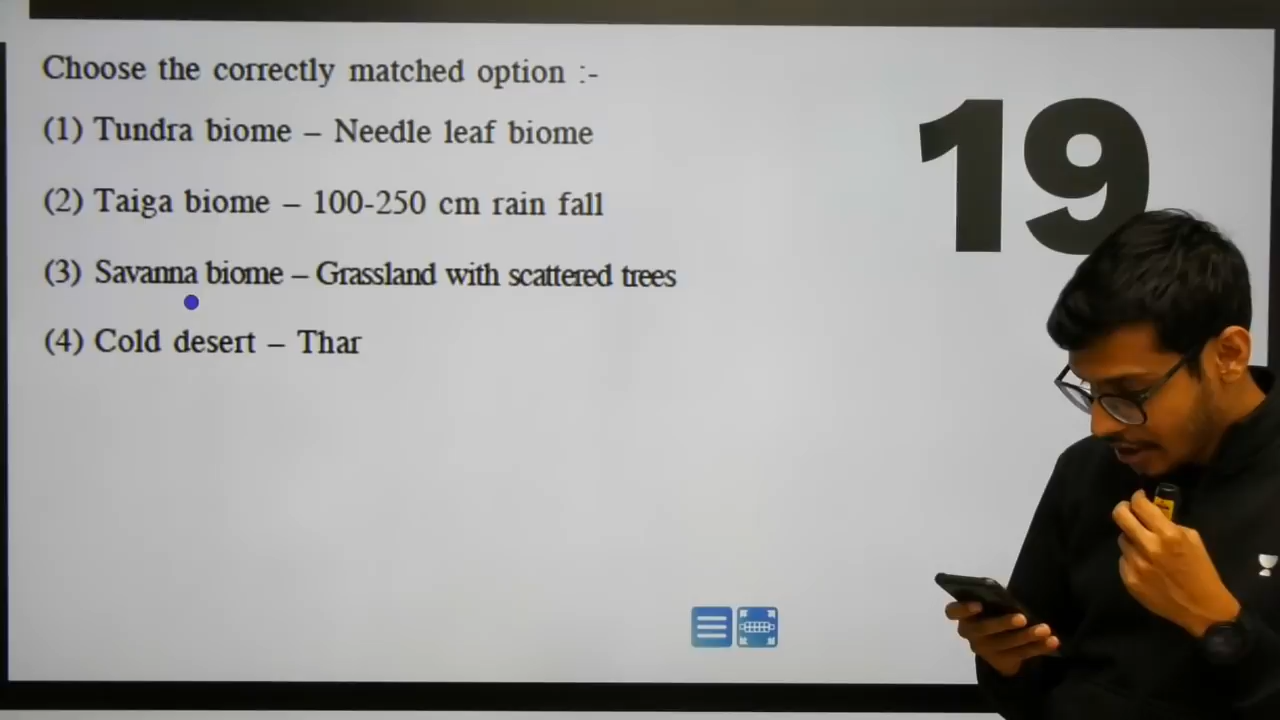 Choose the correctly matched option :-
19
(1) Tundra biome – Needle leaf biome
(2) Taiga biome – 100-250 cm rain fall
(3) Savanna biome – Grassland with scattered trees
(4) Cold desert – Thar